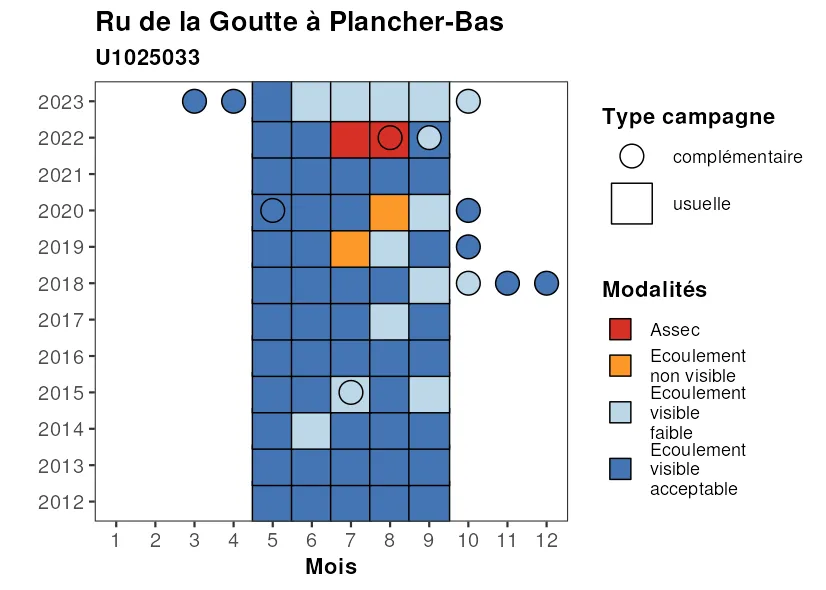 Ru de la Goutte à Plancher-Bas
U1025033
2023
2022
2021
2020
2019
2018
2017
2016
2015
2014
2013
2012
1 2 3 4 5 6 7 8 9 10 11 12
Mois
Type campagne
complémentaire
usuelle
Modalités
Assec
Ecoulement
non visible
Ecoulement
visible
faible
Ecoulement
visible
acceptable